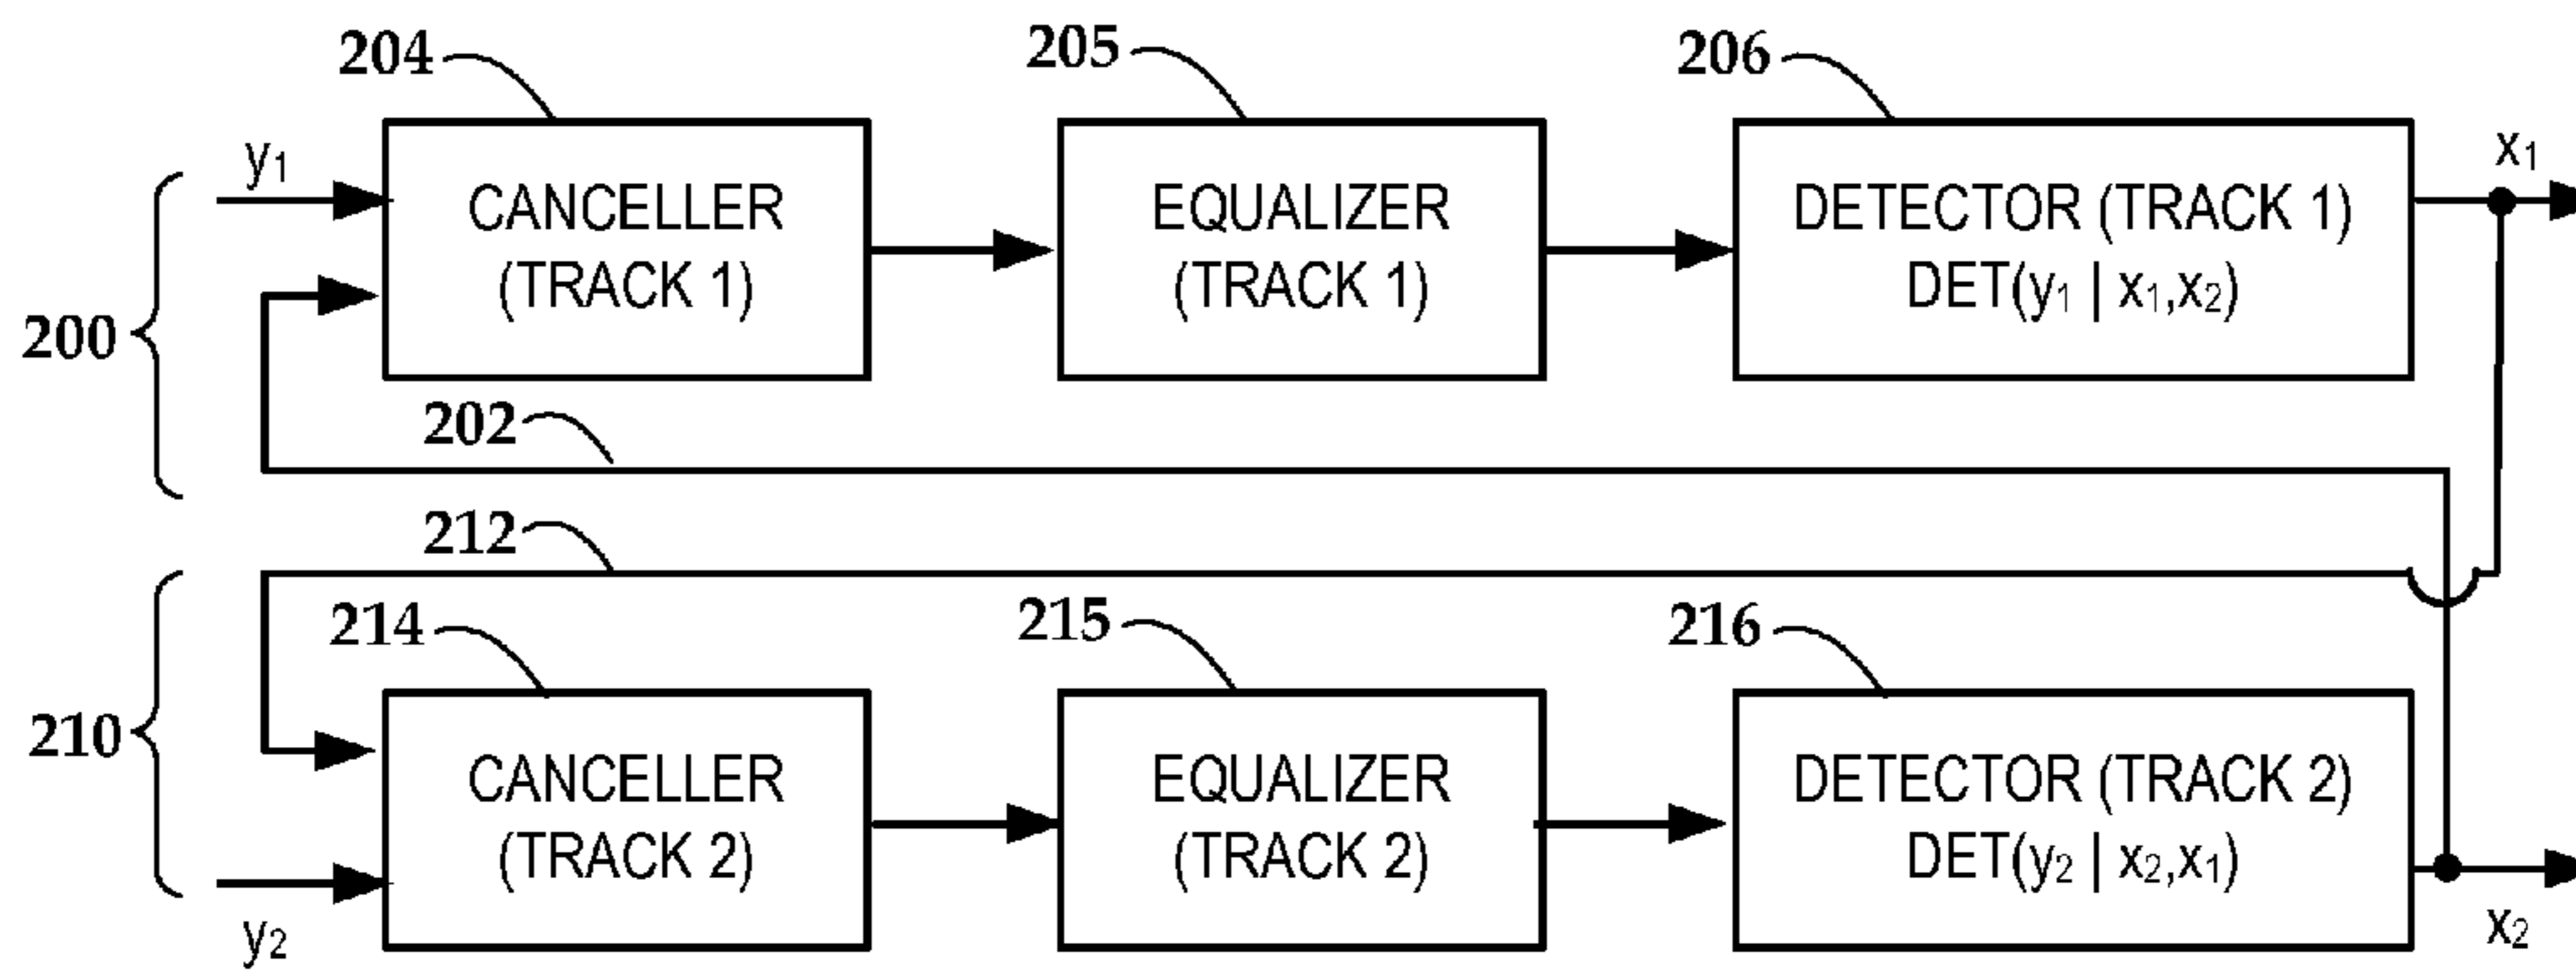 204
205
206
y₁
CANCELLER
(TRACK 1)
EQUALIZER
(TRACK 1)
DETECTOR (TRACK 1)
DET(y₁ | x₁,x₂)
x₁
200
202
212
214
215
216
210
CANCELLER
(TRACK 2)
EQUALIZER
(TRACK 2)
DETECTOR (TRACK 2)
DET(y₂ | x₂,x₁)
y₂
x₂